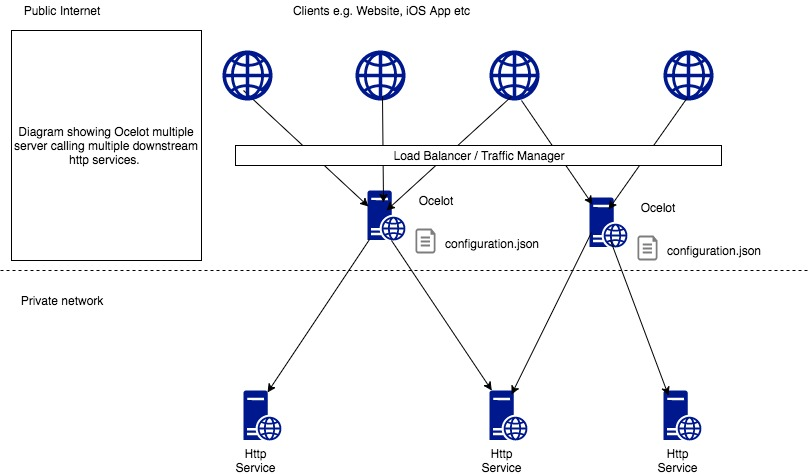 Public Internet
Clients e.g. Website, iOS App etc
Diagram showing Ocelot multiple
server calling multiple downstream
http services.
Load Balancer / Traffic Manager
Ocelot
configuration.json
Ocelot
configuration.json
Private network
Http
Service
Http
Service
Http
Service